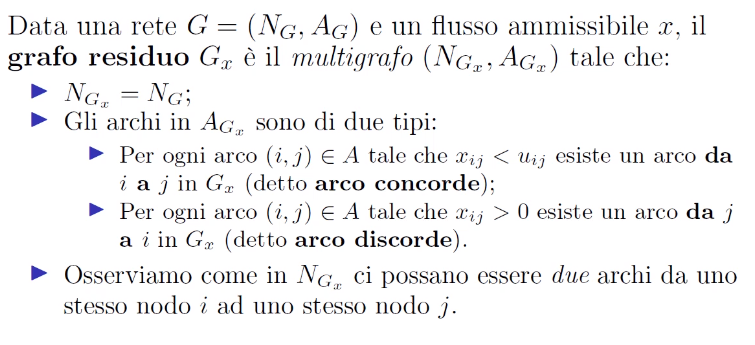 Data una rete G = (N_G, A_G) e un flusso ammissibile x, il
grafo residuo G_x è il multigrafo (N_{G_x}, A_{G_x}) tale che:
▶ N_{G_x} = N_G;
▶ Gli archi in A_{G_x} sono di due tipi:
▶ Per ogni arco (i, j) ∈ A tale che x_{ij} < u_{ij} esiste un arco da
i a j in G_x (detto arco concorde);
▶ Per ogni arco (i, j) ∈ A tale che x_{ij} > 0 esiste un arco da j
a i in G_x (detto arco discorde).
▶ Osserviamo come in N_{G_x} ci possano essere due archi da uno
stesso nodo i ad uno stesso nodo j.